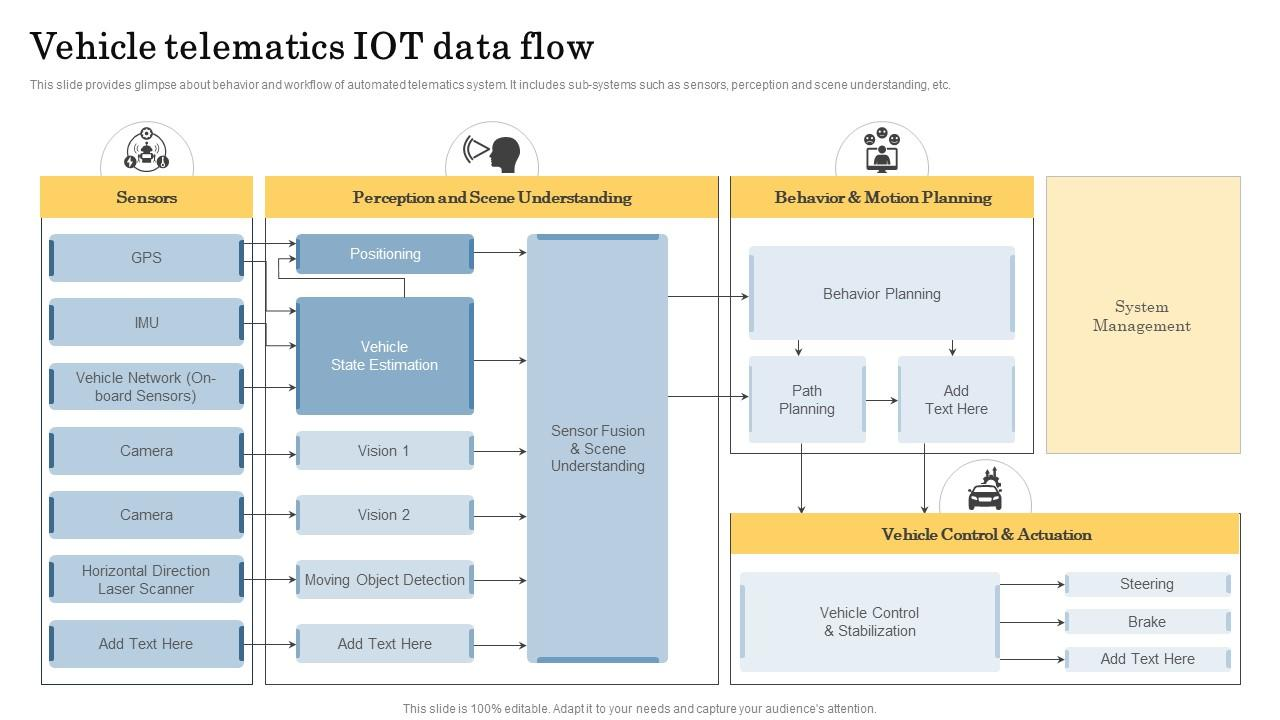 Vehicle telematics IOT data flow
This slide provides glimpse about behavior and workflow of automated telematics system. It includes sub-systems such as sensors, perception and scene understanding, etc.
Sensors
GPS
IMU
Vehicle Network (On-
board Sensors)
Camera
Camera
Horizontal Direction
Laser Scanner
Add Text Here
Perception and Scene Understanding
Positioning
Vehicle
State Estimation
Vision 1
Vision 2
Moving Object Detection
Add Text Here
Sensor Fusion
& Scene
Understanding
Behavior & Motion Planning
Behavior Planning
Path
Planning
Add
Text Here
System
Management
Vehicle Control & Actuation
Vehicle Control
& Stabilization
Steering
Brake
Add Text Here
This slide is 100% editable. Adapt it to your needs and capture your audience's attention.